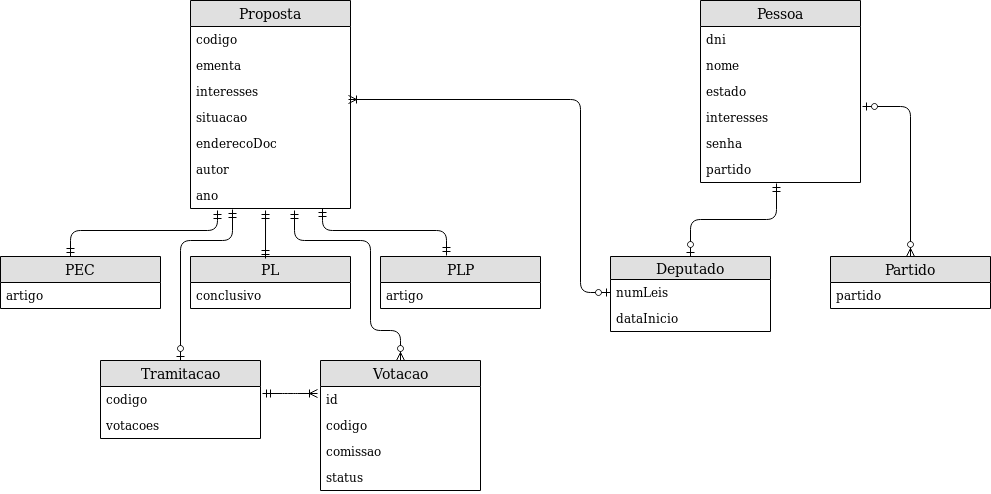 Proposta
codigo
ementa
interesses
situacao
enderecoDoc
autor
ano
Pessoa
dni
nome
estado
interesses
senha
partido
PEC
artigo
PL
conclusivo
PLP
artigo
Deputado
numLeis
dataInicio
Partido
partido
Tramitacao
codigo
votacoes
Votacao
id
codigo
comissao
status